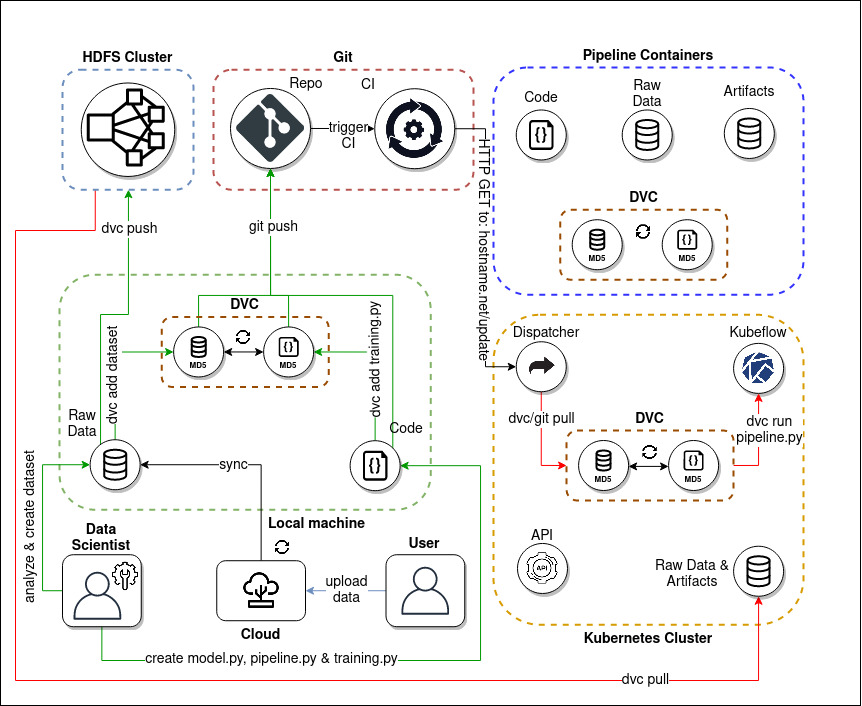 HDFS Cluster
Git
Pipeline Containers
Repo
CI
trigger
CI
Code
Raw
Data
Artifacts
HTTP GET to: hostname.net/update
DVC
MD5
MD5
dvc push
git push
DVC
MD5
MD5
dvc add dataset
dvc add training.py
Raw
Data
Code
sync
Local machine
analyze & create dataset
Data
Scientist
Cloud
upload
data
User
create model.py, pipeline.py & training.py
Dispatcher
Kubeflow
dvc/git pull
DVC
MD5
MD5
dvc run
pipeline.py
API
API
Raw Data &
Artifacts
Kubernetes Cluster
dvc pull